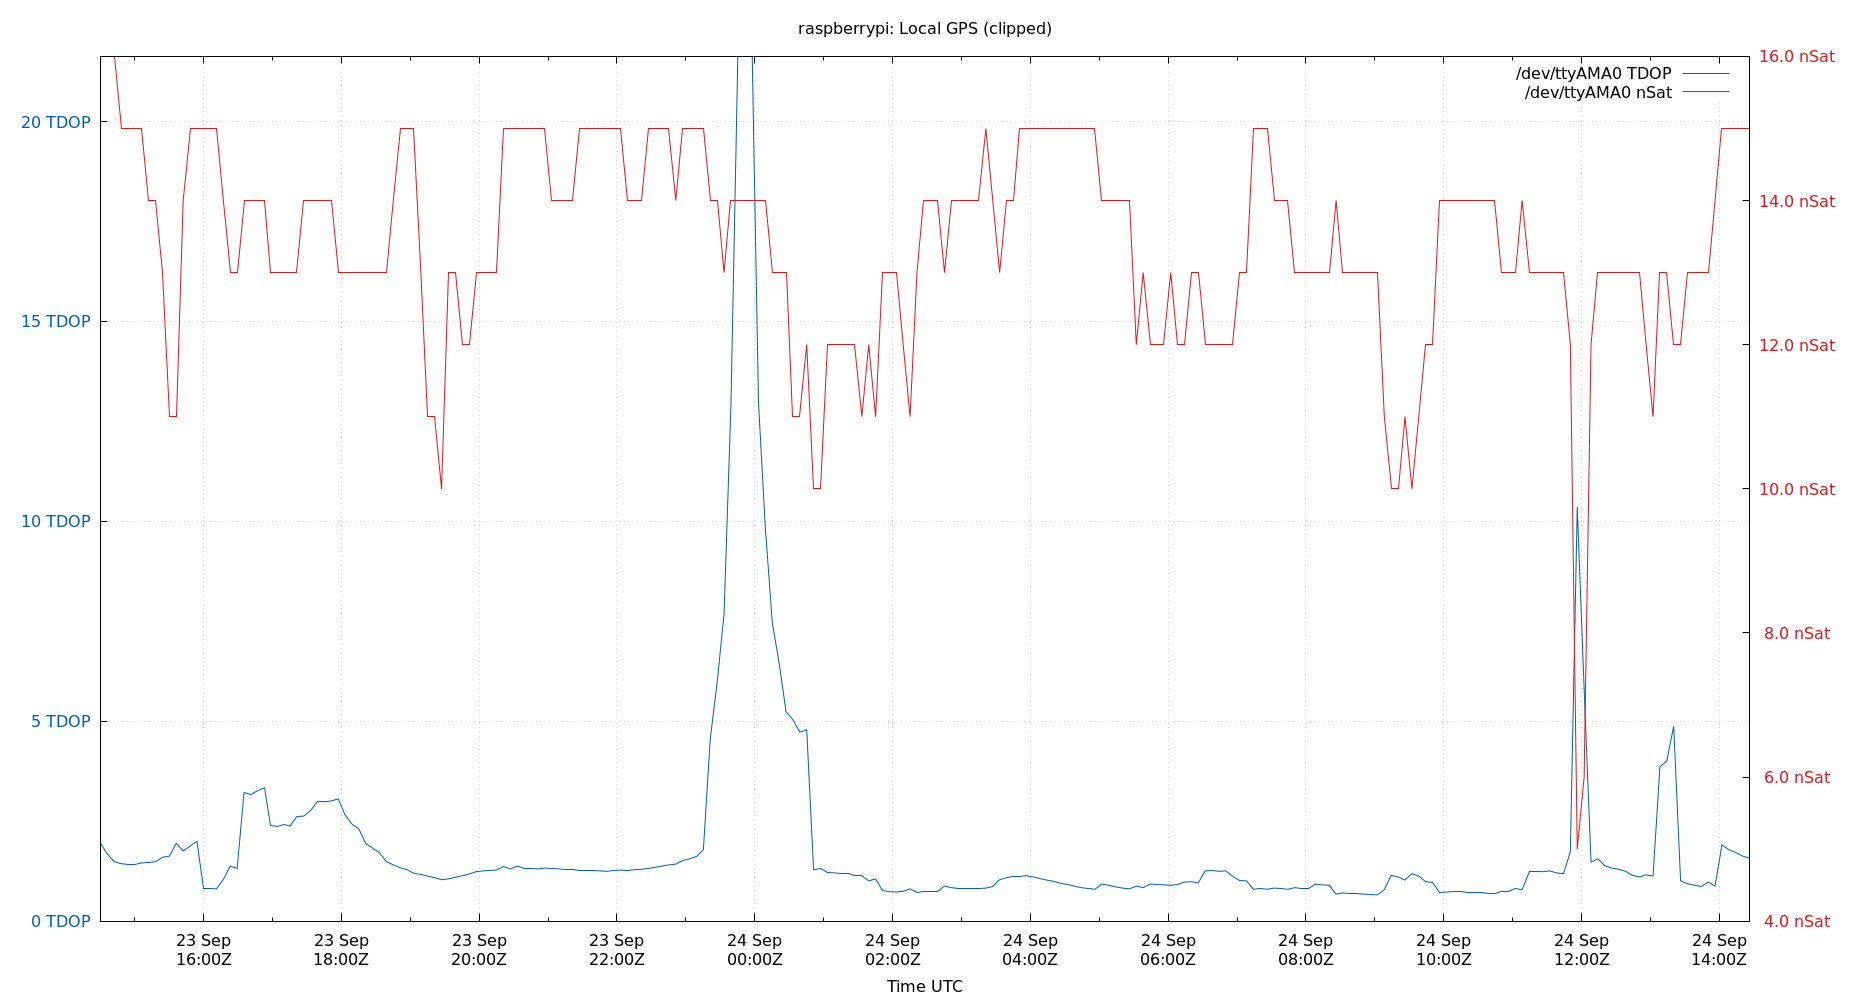 raspberrypi: Local GPS (clipped)
/dev/ttyAMA0 TDOP
/dev/ttyAMA0 nSat
20 TDOP
15 TDOP
10 TDOP
5 TDOP
0 TDOP
16.0 nSat
14.0 nSat
12.0 nSat
10.0 nSat
8.0 nSat
6.0 nSat
4.0 nSat
23 Sep
16:00Z
23 Sep
18:00Z
23 Sep
20:00Z
23 Sep
22:00Z
24 Sep
00:00Z
24 Sep
02:00Z
24 Sep
04:00Z
24 Sep
06:00Z
24 Sep
08:00Z
24 Sep
10:00Z
24 Sep
12:00Z
24 Sep
14:00Z
Time UTC